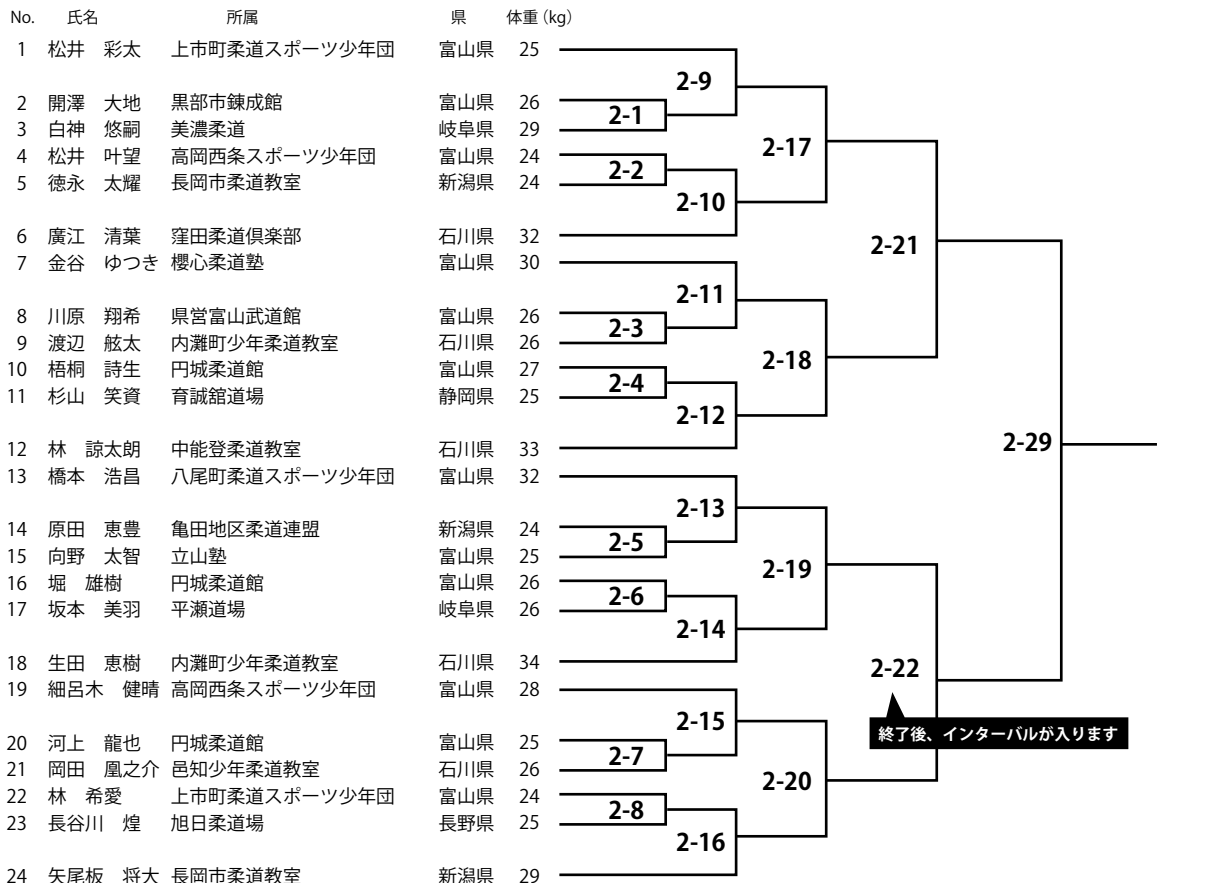 No. 氏名 所属 県 体重（kg）
1 松井 彩太 上市町柔道スポーツ少年団 富山県 25
2-9
2 開澤 大地 黒部市錬成館 富山県 26
2-1
3 白神 悠嗣 美濃柔道 岐阜県 29
2-17
4 松井 叶望 高岡西条スポーツ少年団 富山県 24
2-2
5 徳永 太耀 長岡市柔道教室 新潟県 24
2-10
6 廣江 清葉 窪田柔道倶楽部 石川県 32
2-21
7 金谷 ゆつき 櫻心柔道塾 富山県 30
2-11
8 川原 翔希 県営富山武道館 富山県 26
2-3
9 渡辺 舷太 内灘町少年柔道教室 石川県 26
2-18
10 梧桐 詩生 円城柔道館 富山県 27
2-4
11 杉山 笑資 育誠舘道場 静岡県 25
2-12
12 林 諒太朗 中能登柔道教室 石川県 33
2-29
13 橋本 浩昌 八尾町柔道スポーツ少年団 富山県 32
2-13
14 原田 恵豊 亀田地区柔道連盟 新潟県 24
2-5
15 向野 太智 立山塾 富山県 25
2-19
16 堀 雄樹 円城柔道館 富山県 26
2-6
17 坂本 美羽 平瀬道場 岐阜県 26
2-14
18 生田 恵樹 内灘町少年柔道教室 石川県 34
2-22
19 細呂木 健晴 高岡西条スポーツ少年団 富山県 28
2-15
終了後、インターバルが入ります
20 河上 龍也 円城柔道館 富山県 25
2-7
21 岡田 凰之介 邑知少年柔道教室 石川県 26
2-20
22 林 希愛 上市町柔道スポーツ少年団 富山県 24
2-8
23 長谷川 煌 旭日柔道場 長野県 25
2-16
24 矢尾板 将大 長岡市柔道教室 新潟県 29